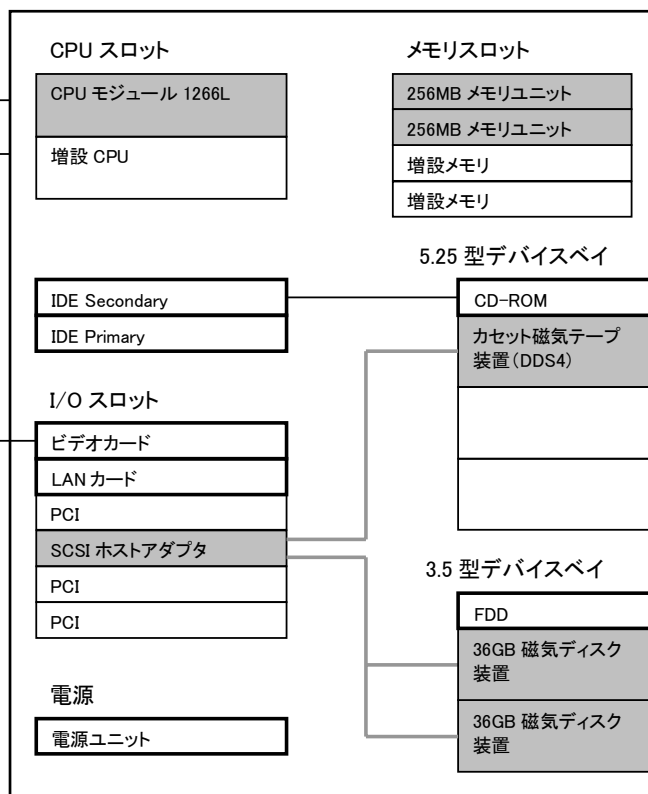 CPU スロット
CPU モジュール 1266L
増設 CPU
メモリスロット
256MB メモリユニット
256MB メモリユニット
増設メモリ
増設メモリ
IDE Secondary
IDE Primary
5.25 型デバイスベイ
CD-ROM
カセット磁気テープ
装置(DDS4)
I/O スロット
ビデオカード
LAN カード
PCI
SCSI ホストアダプタ
PCI
PCI
3.5 型デバイスベイ
FDD
36GB 磁気ディスク
装置
36GB 磁気ディスク
装置
電源
電源ユニット